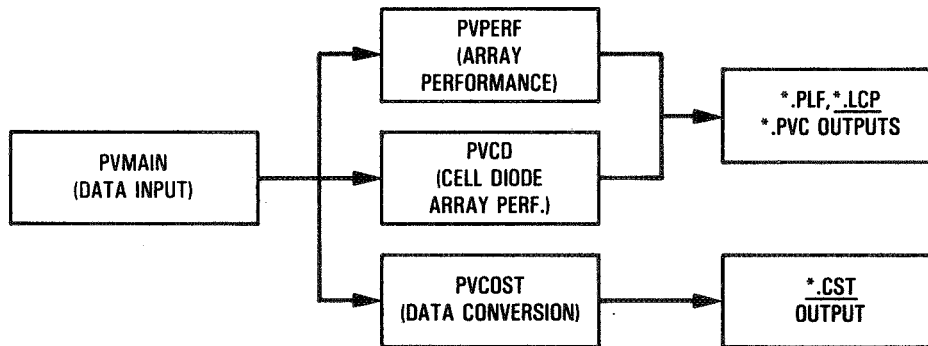 PVPERF
(ARRAY
PERFORMANCE)
*.PLF, *.LCP
*.PVC OUTPUTS
PVMAIN
(DATA INPUT)
PVCD
(CELL DIODE
ARRAY PERF.)
PVCOST
(DATA CONVERSION)
*.CST
OUTPUT